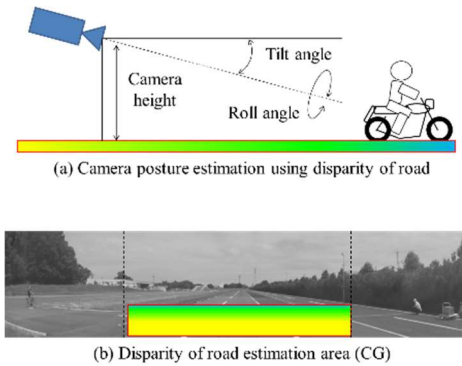 Tilt angle
Camera
height
Roll angle
(a) Camera posture estimation using disparity of road
(b) Disparity of road estimation area (CG)